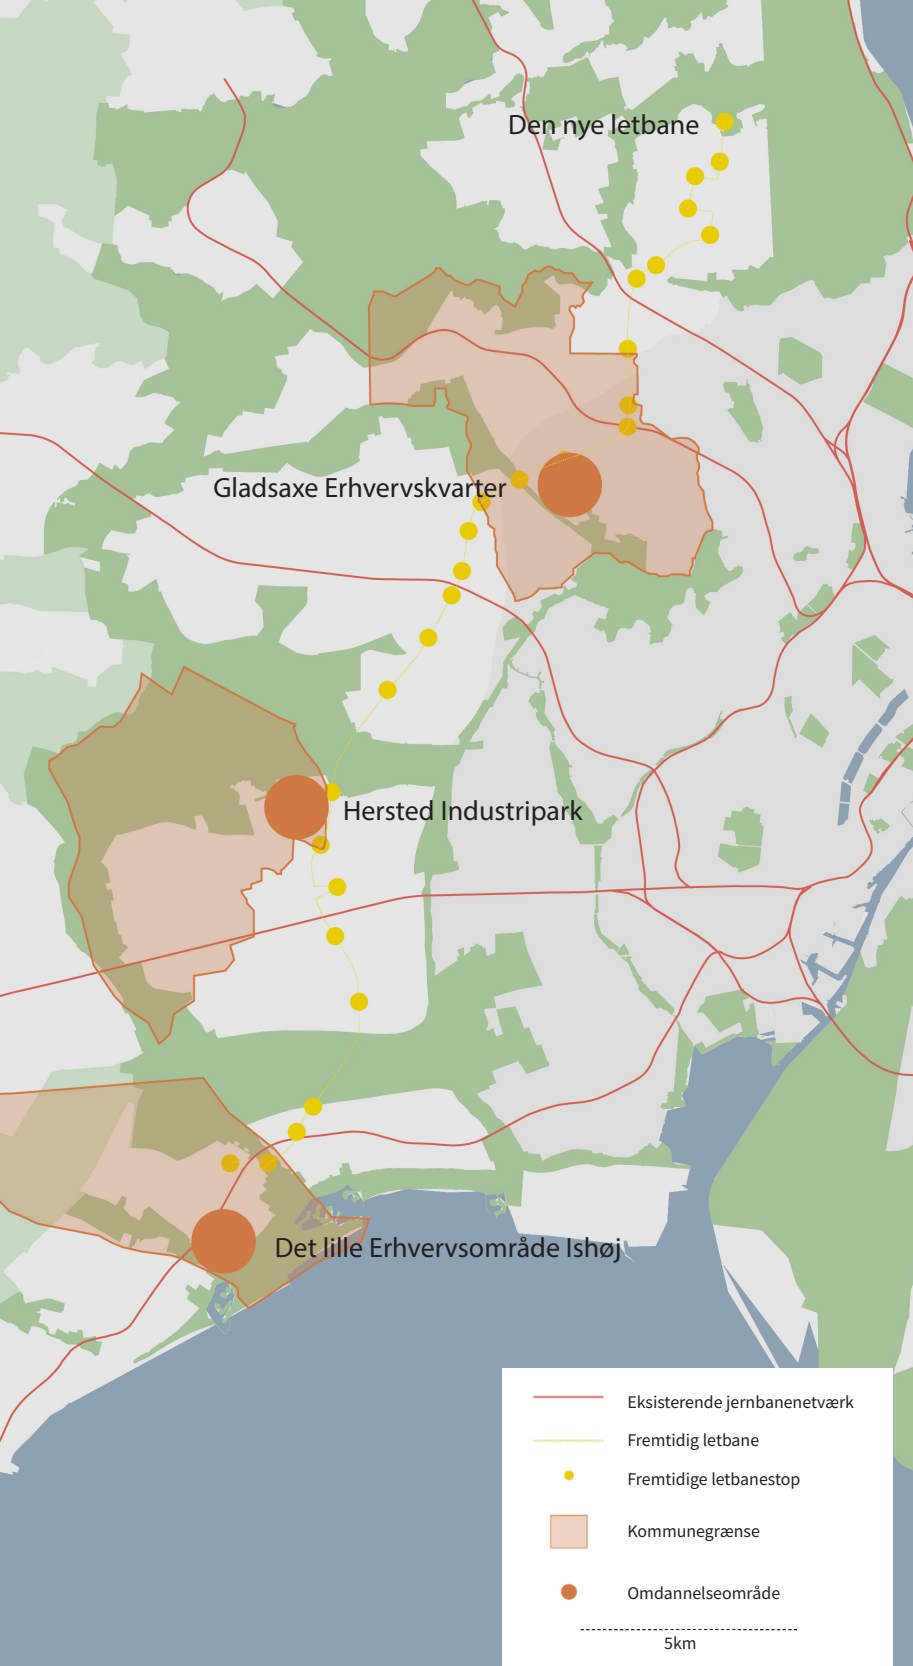 Den nye letbane
Gladsaxe Erhvervskvarter
Hersted Industripark
Det lille Erhvervsområde Ishøj
Eksisterende jernbanenetværk
Fremtidig letbane
Fremtidige letbanestop
Kommunegrænse
Omdannelseområde
5km